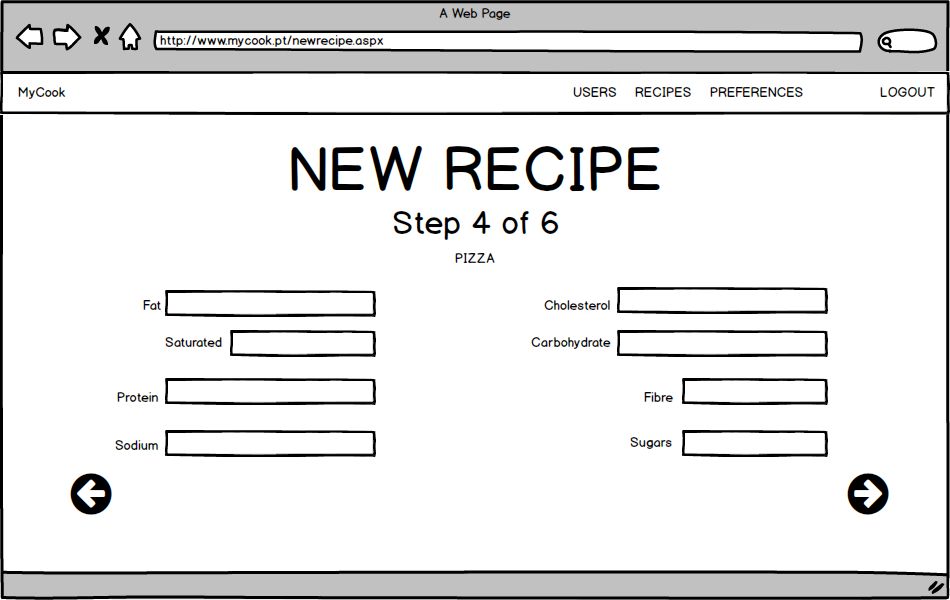 A Web Page
http://www.mycook.pt/newrecipe.aspx
MyCook USERS RECIPES PREFERENCES LOGOUT
NEW RECIPE
Step 4 of 6
PIZZA
Fat Cholesterol
Saturated Carbohydrate
Protein Fibre
Sodium Sugars